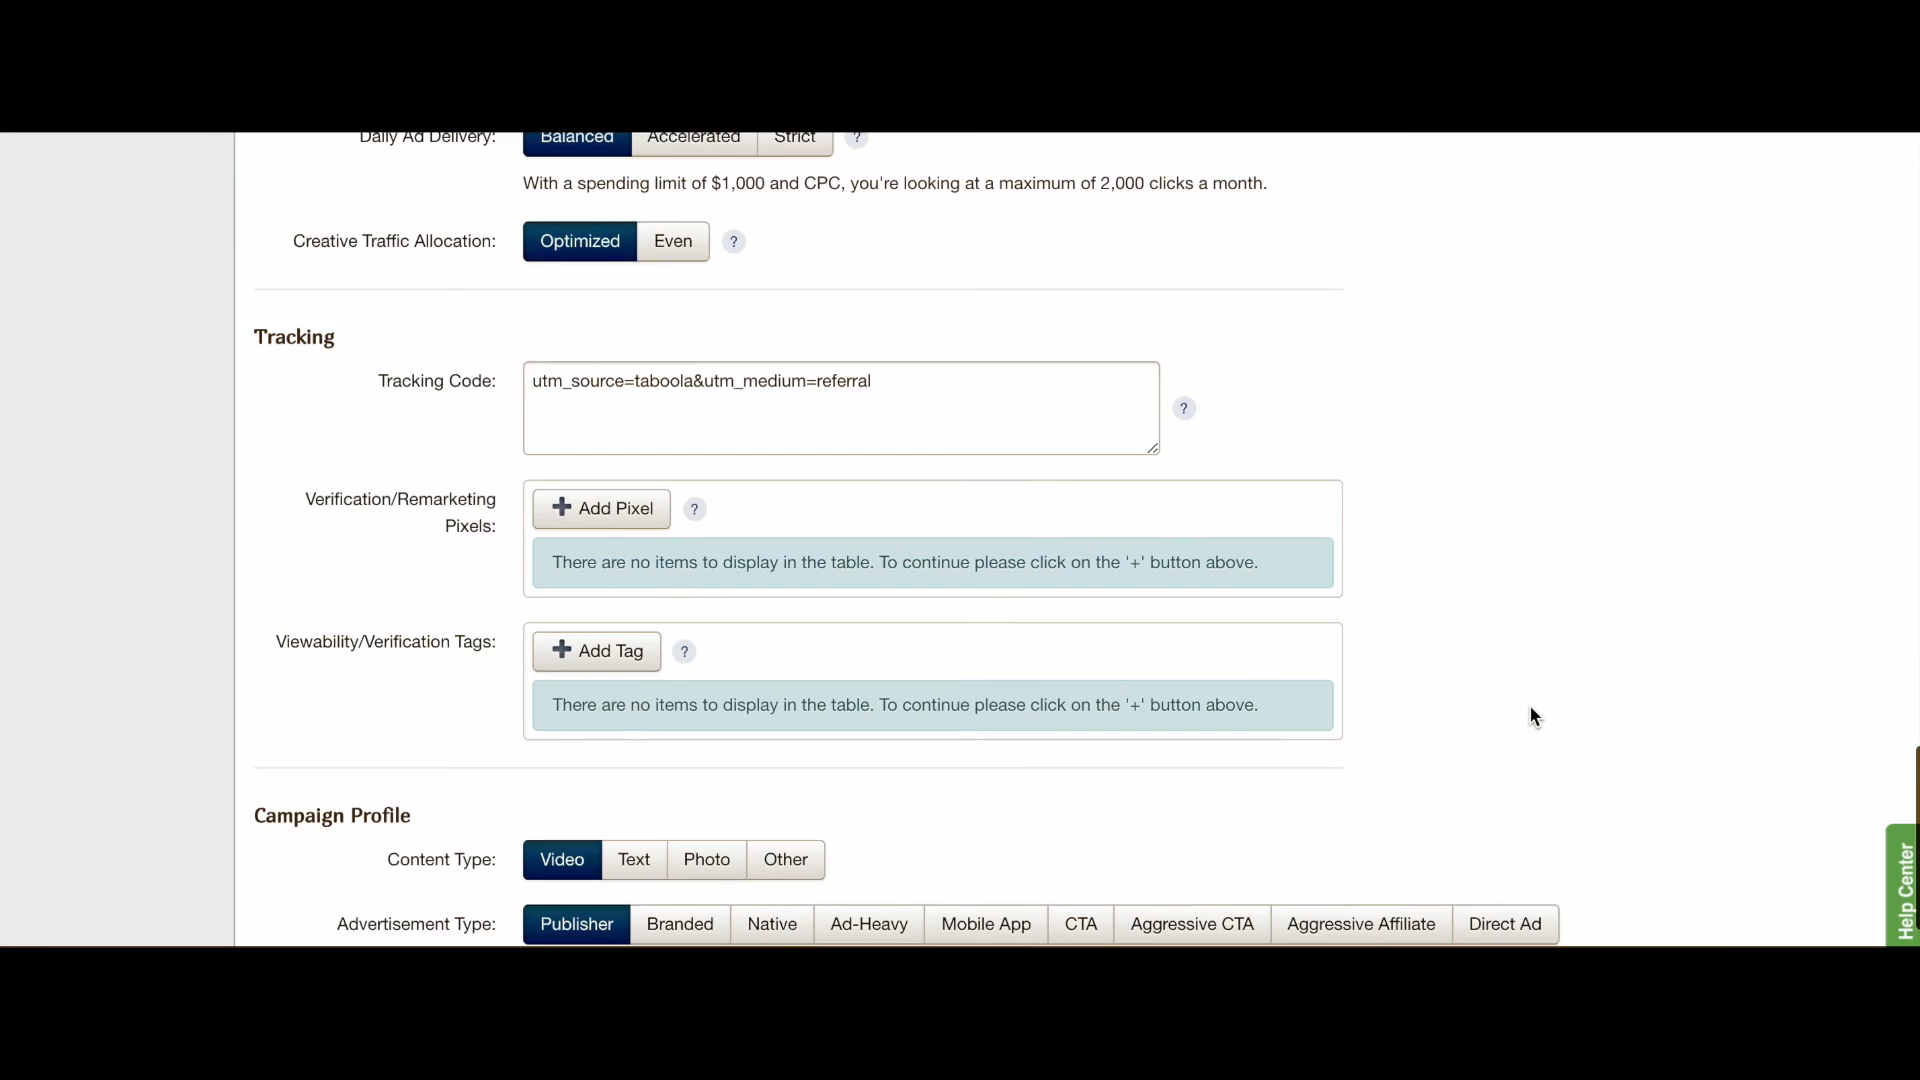 Daily Ad Delivery: Balanced Accelerated Strict ?
With a spending limit of $1,000 and CPC, you're looking at a maximum of 2,000 clicks a month.
Creative Traffic Allocation: Optimized Even ?
Tracking
Tracking Code: utm_source=taboola&utm_medium=referral
?
Verification/Remarketing Pixels: + Add Pixel ?
There are no items to display in the table. To continue please click on the '+' button above.
Viewability/Verification Tags: + Add Tag ?
There are no items to display in the table. To continue please click on the '+' button above.
Campaign Profile
Content Type: Video Text Photo Other
Advertisement Type: Publisher Branded Native Ad-Heavy Mobile App CTA Aggressive CTA Aggressive Affiliate Direct Ad
Help Center